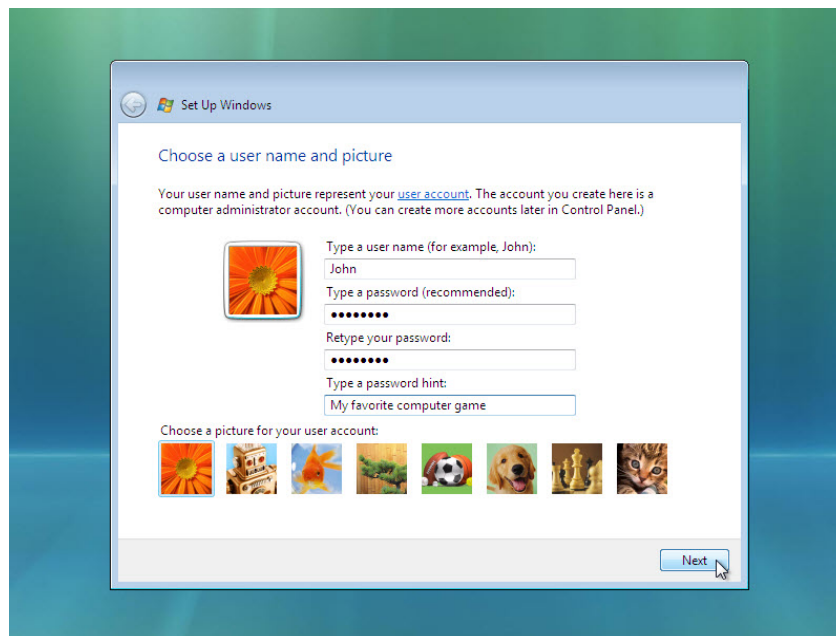 Set Up Windows
Choose a user name and picture
Your user name and picture represent your user account. The account you create here is a
computer administrator account. (You can create more accounts later in Control Panel.)
Type a user name (for example, John):
John
Type a password (recommended):
●●●●●●●●
Retype your password:
●●●●●●●●
Type a password hint:
My favorite computer game
Choose a picture for your user account:
Next